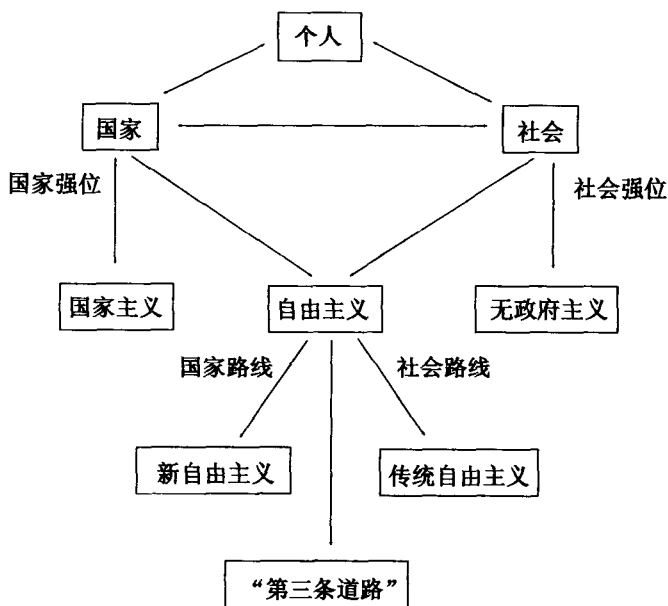 个人
国家
社会
国家强位
社会强位
国家主义
自由主义
无政府主义
国家路线
社会路线
新自由主义
传统自由主义
“第三条道路”